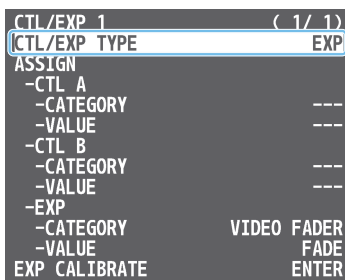 CTL/EXP 1 ( 1/ 1)
CTL/EXP TYPE EXP
ASSIGN
-CTL A
-CATEGORY ---
-VALUE ---
-CTL B
-CATEGORY ---
-VALUE ---
-EXP
-CATEGORY VIDEO FADER
-VALUE FADE
EXP CALIBRATE ENTER